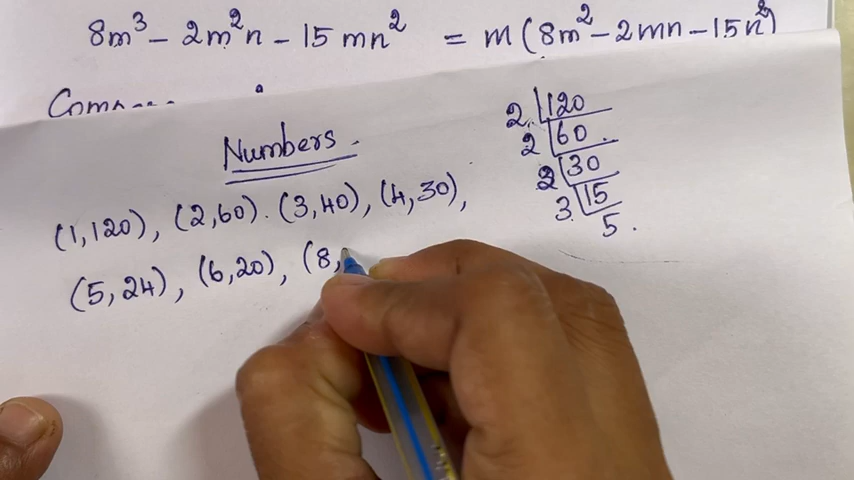 8m³ - 2m²n - 15mn² = m(8m² - 2mn - 15n²)
Numbers.
(1,120), (2,60). (3,40), (4,30),
(5,24), (6,20), (8,
2 120
2 60.
2 30
3 15
5.